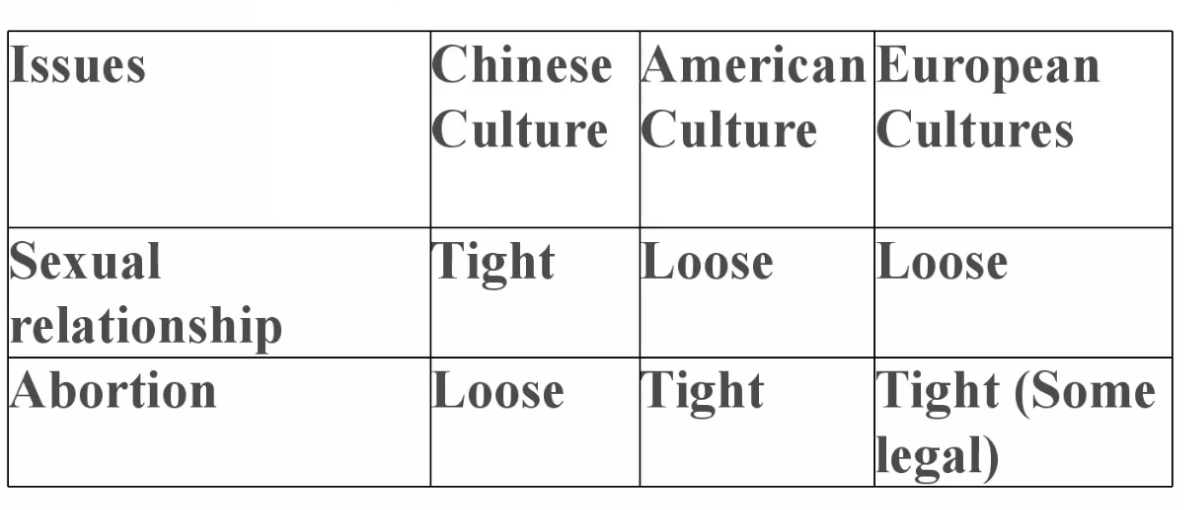 Issues
Chinese Culture
American Culture
European Cultures
Sexual relationship
Tight
Loose
Loose
Abortion
Loose
Tight
Tight (Some legal)